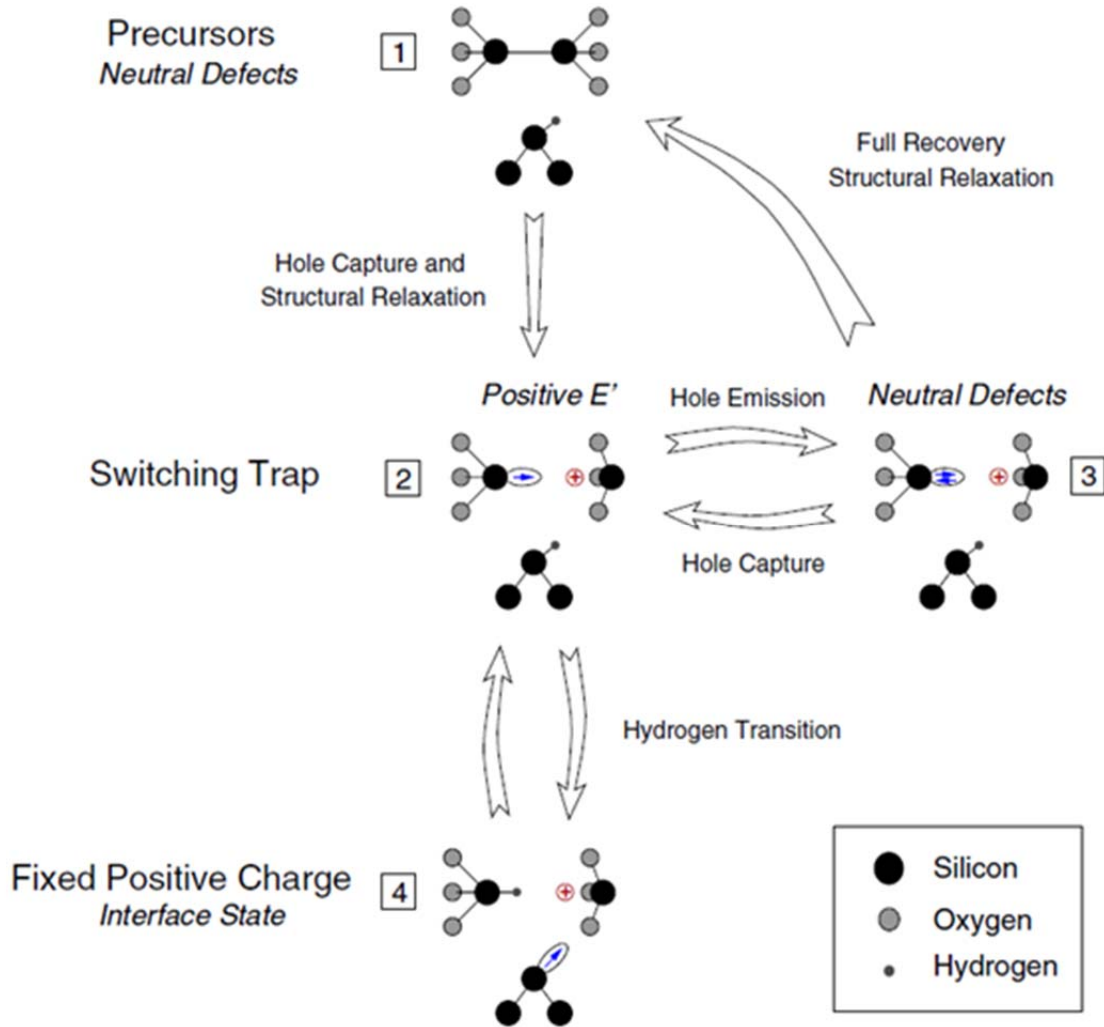 Precursors
Neutral Defects
1
Full Recovery
Structural Relaxation
Hole Capture and
Structural Relaxation
Positive E'
Hole Emission
Neutral Defects
Switching Trap
2
3
Hole Capture
Hydrogen Transition
Fixed Positive Charge
Interface State
4
Silicon
Oxygen
Hydrogen